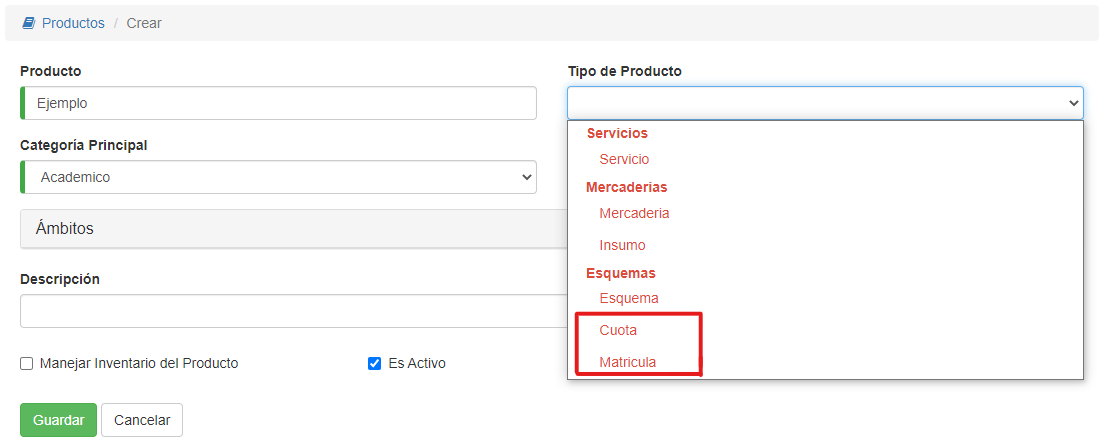 Productos / Crear
Producto
Ejemplo
Tipo de Producto
Servicios
Servicio
Mercaderias
Mercaderia
Insumo
Esquemas
Esquema
Cuota
Matricula
Categoría Principal
Academico
Ámbitos
Descripción
Manejar Inventario del Producto
Es Activo
Guardar Cancelar